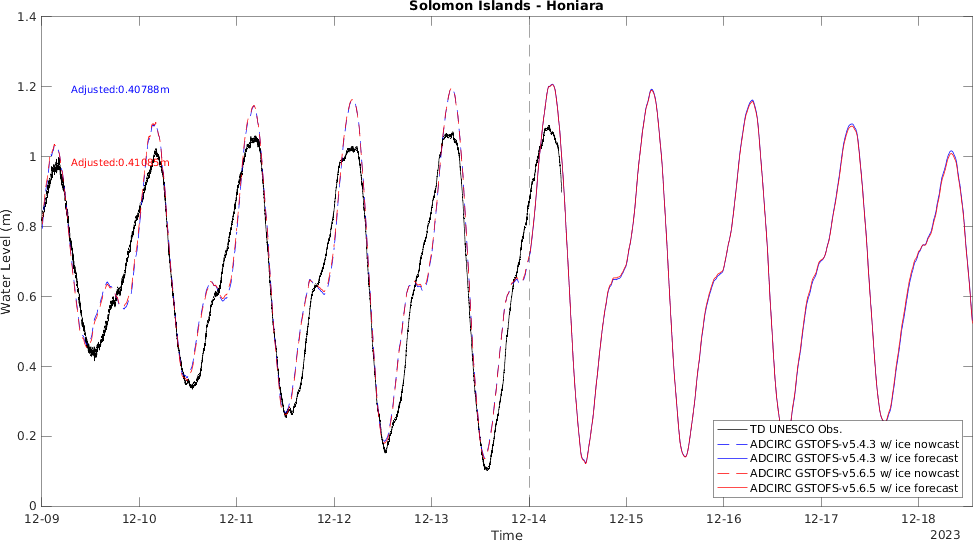 Solomon Islands - Honiara
1.4
1.2
1
0.8
0.6
0.4
0.2
0
Water Level (m)
Adjusted:0.40788m
Adjusted:0.41085m
TD UNESCO Obs.
ADCIRC GSTOFS-v5.4.3 w/ ice nowcast
ADCIRC GSTOFS-v5.4.3 w/ ice forecast
ADCIRC GSTOFS-v5.6.5 w/ ice nowcast
ADCIRC GSTOFS-v5.6.5 w/ ice forecast
12-09 12-10 12-11 12-12 12-13 12-14 12-15 12-16 12-17 12-18
Time
2023